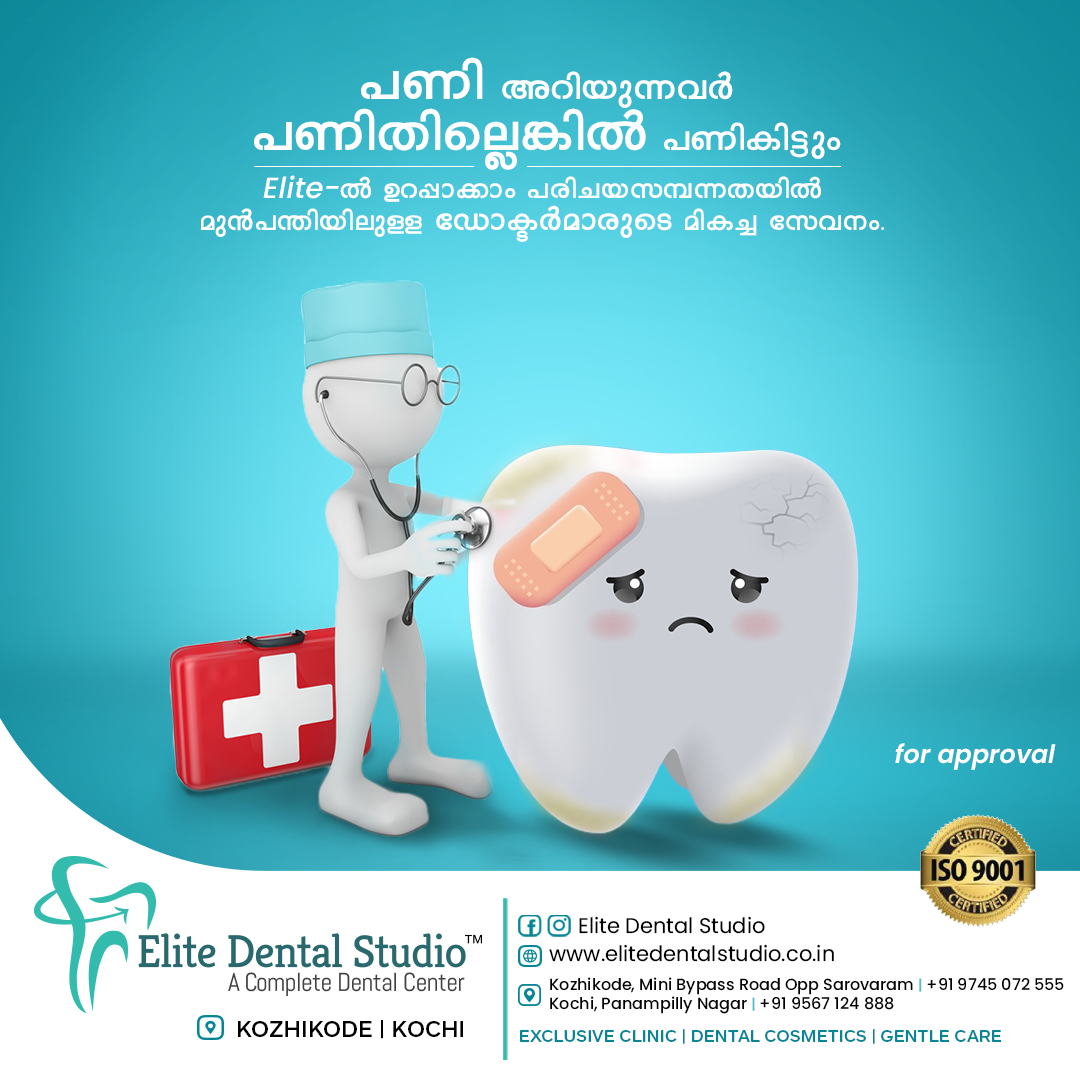 പണി അറിയുന്നവർ
പണിതില്ലെങ്കിൽ പണികിട്ടും
Elite-ൽ ഉറപ്പാക്കാം പരിചയസമ്പന്നതയിൽ
മുൻപന്തിയിലുളള ഡോക്ടർമാരുടെ മികച്ച സേവനം.
for approval
CERTIFIED
ISO 9001
CERTIFIED
Elite Dental Studio™
A Complete Dental Center
KOZHIKODE | KOCHI
Elite Dental Studio
www.elitedentalstudio.co.in
Kozhikode, Mini Bypass Road Opp Sarovaram | +91 9745 072 555
Kochi, Panampilly Nagar | +91 9567 124 888
EXCLUSIVE CLINIC | DENTAL COSMETICS | GENTLE CARE